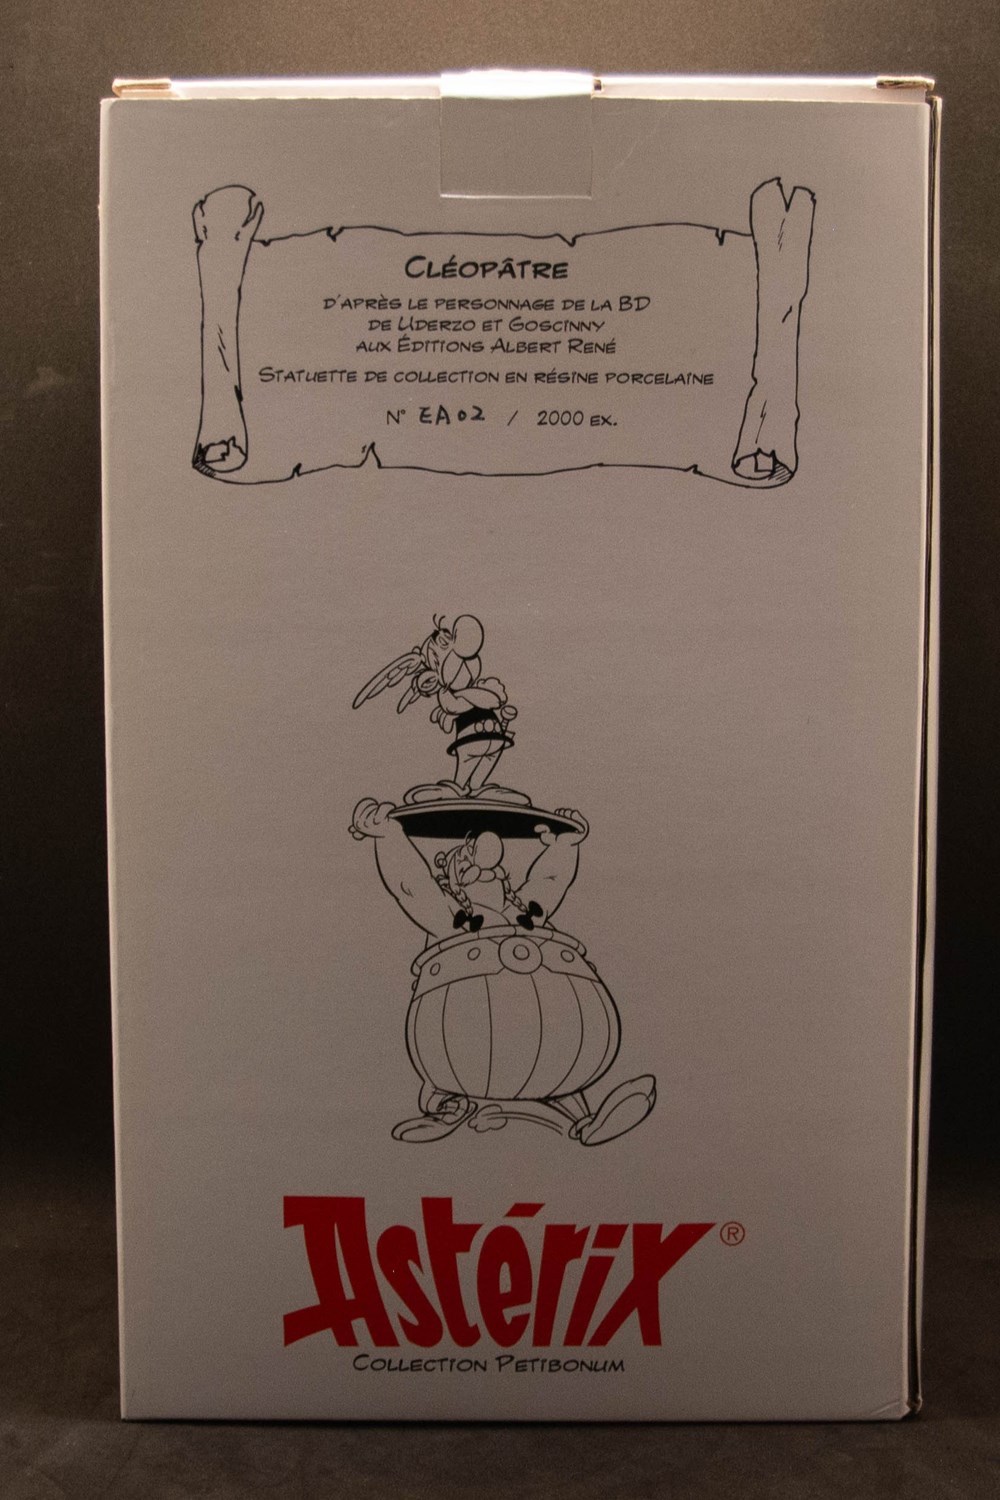 CLÉOPÂTRE
D'APRÈS LE PERSONNAGE DE LA BD
DE UDERZO ET GOSCINNY
AUX ÉDITIONS ALBERT RENÉ
STATUETTE DE COLLECTION EN RÉSINE PORCELAINE
N° EA02 / 2000 EX.
Astérix ®
COLLECTION PETIBONUM